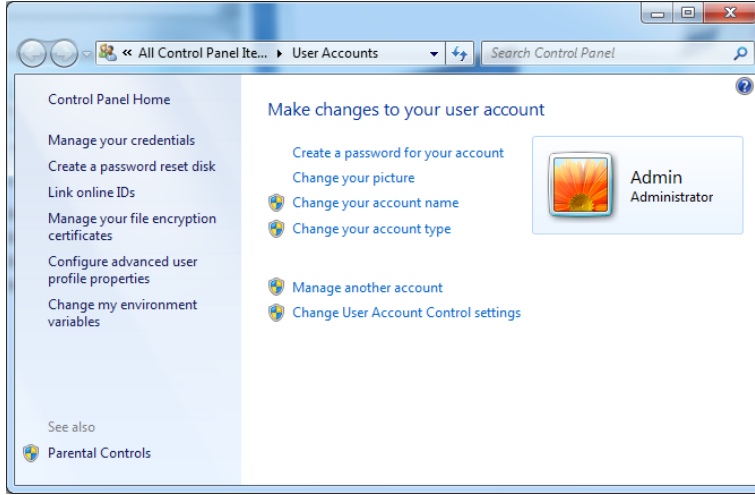 « All Control Panel Ite... User Accounts
Search Control Panel
Control Panel Home
Manage your credentials
Create a password reset disk
Link online IDs
Manage your file encryption
certificates
Configure advanced user
profile properties
Change my environment
variables
See also
Parental Controls
Make changes to your user account
Create a password for your account
Change your picture
Change your account name
Change your account type
Manage another account
Change User Account Control settings
Admin
Administrator